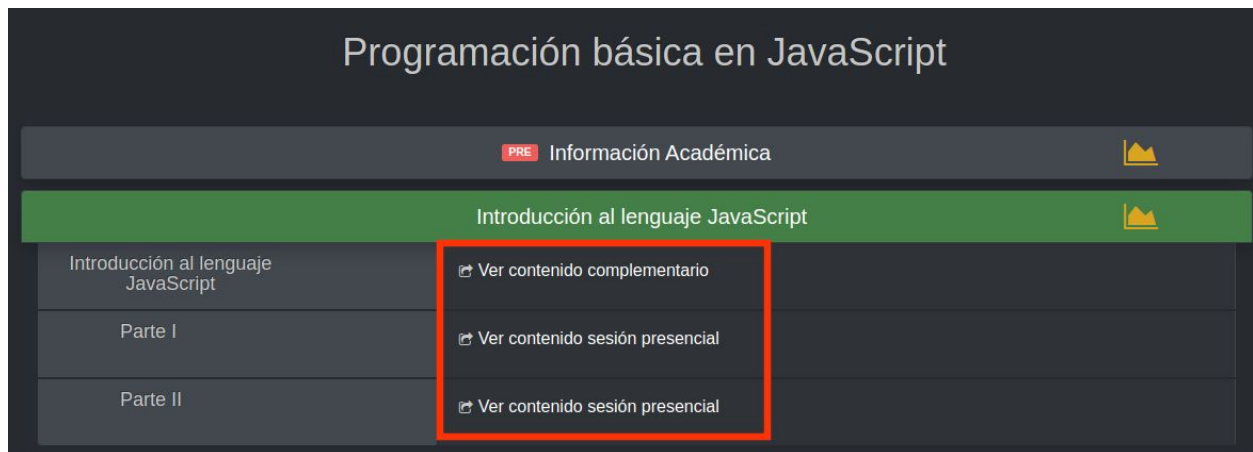 Programación básica en JavaScript
PRE Información Académica
Introducción al lenguaje JavaScript
Introducción al lenguaje
JavaScript
Ver contenido complementario
Parte I
Ver contenido sesión presencial
Parte II
Ver contenido sesión presencial